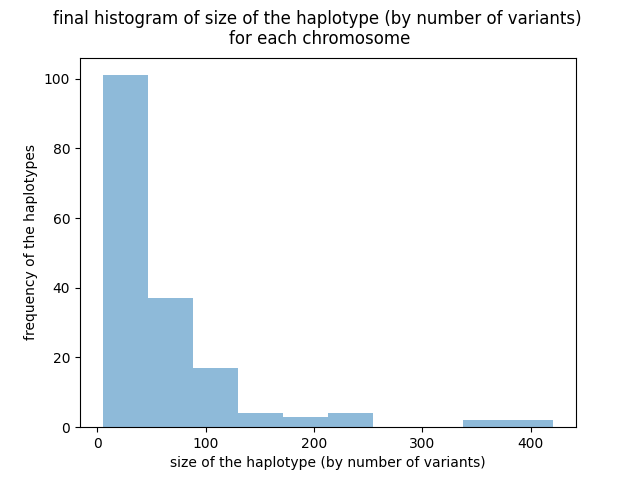 final histogram of size of the haplotype (by number of variants)
for each chromosome
frequency of the haplotypes
100
80
60
40
20
0
0 100 200 300 400
size of the haplotype (by number of variants)